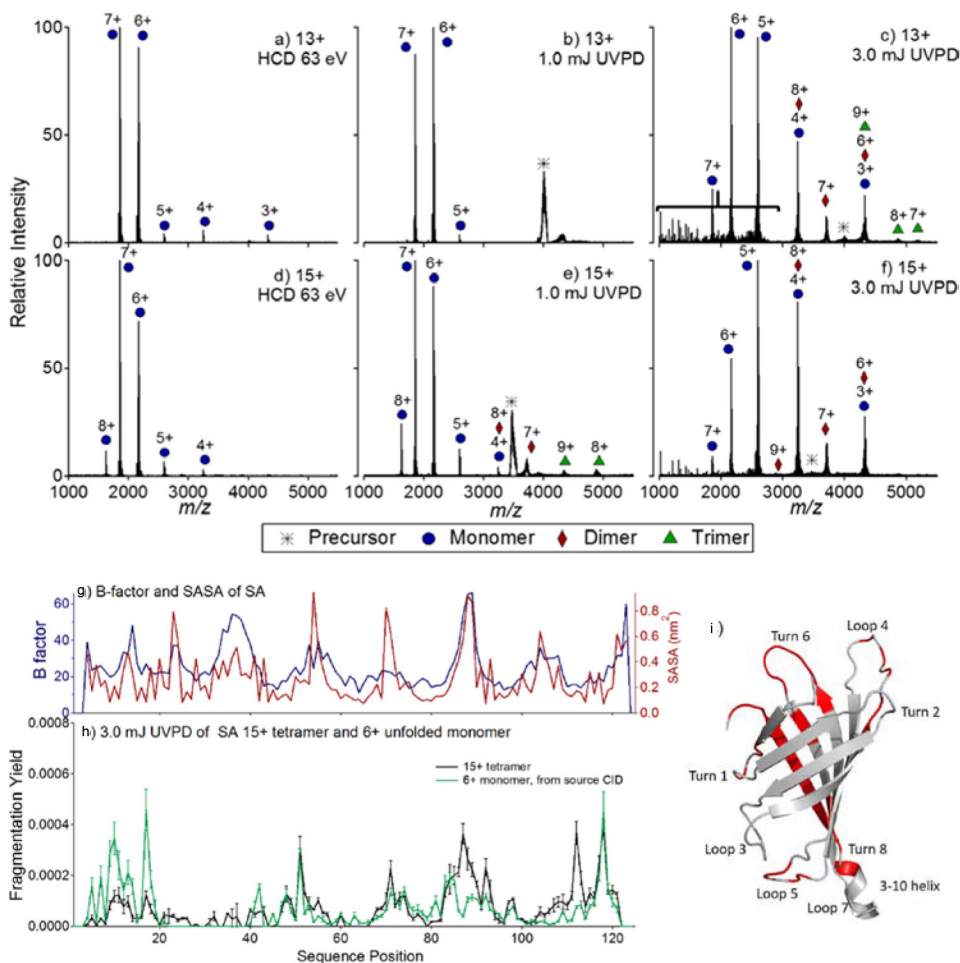 100
50
0
Relative Intensity
7+
6+
a) 13+
HCD 63 eV
5+
4+
3+
7+
6+
b) 13+
1.0 mJ UVPD
5+
6+
5+
c) 13+
3.0 mJ UVPD
8+
4+
7+
7+
9+
6+
3+
8+
7+
100
50
0
7+
6+
d) 15+
HCD 63 eV
8+
5+
4+
1000 2000 3000 4000 5000
m/z
7+
6+
e) 15+
1.0 mJ UVPD
8+
5+
8+
4+
7+
9+
8+
1000 2000 3000 4000 5000
m/z
5+
8+
4+
f) 15+
3.0 mJ UVPD
6+
7+
9+
7+
6+
3+
1000 2000 3000 4000 5000
m/z
Precursor Monomer Dimer Trimer
g) B-factor and SASA of SA
B factor
60
40
20
0
0.8
0.6
0.4
0.2
0.0
SASA (nm²)
h) 3.0 mJ UVPD of SA 15+ tetramer and 6+ unfolded monomer
15+ tetramer
6+ monomer, from source CID
Fragmentation Yield
0.0008
0.0006
0.0004
0.0002
0.0000
20 40 60 80 100 120
Sequence Position
i)
Turn 6
Loop 4
Turn 2
Turn 1
Loop 3
Turn 8
Loop 5
3-10 helix
Loop 7